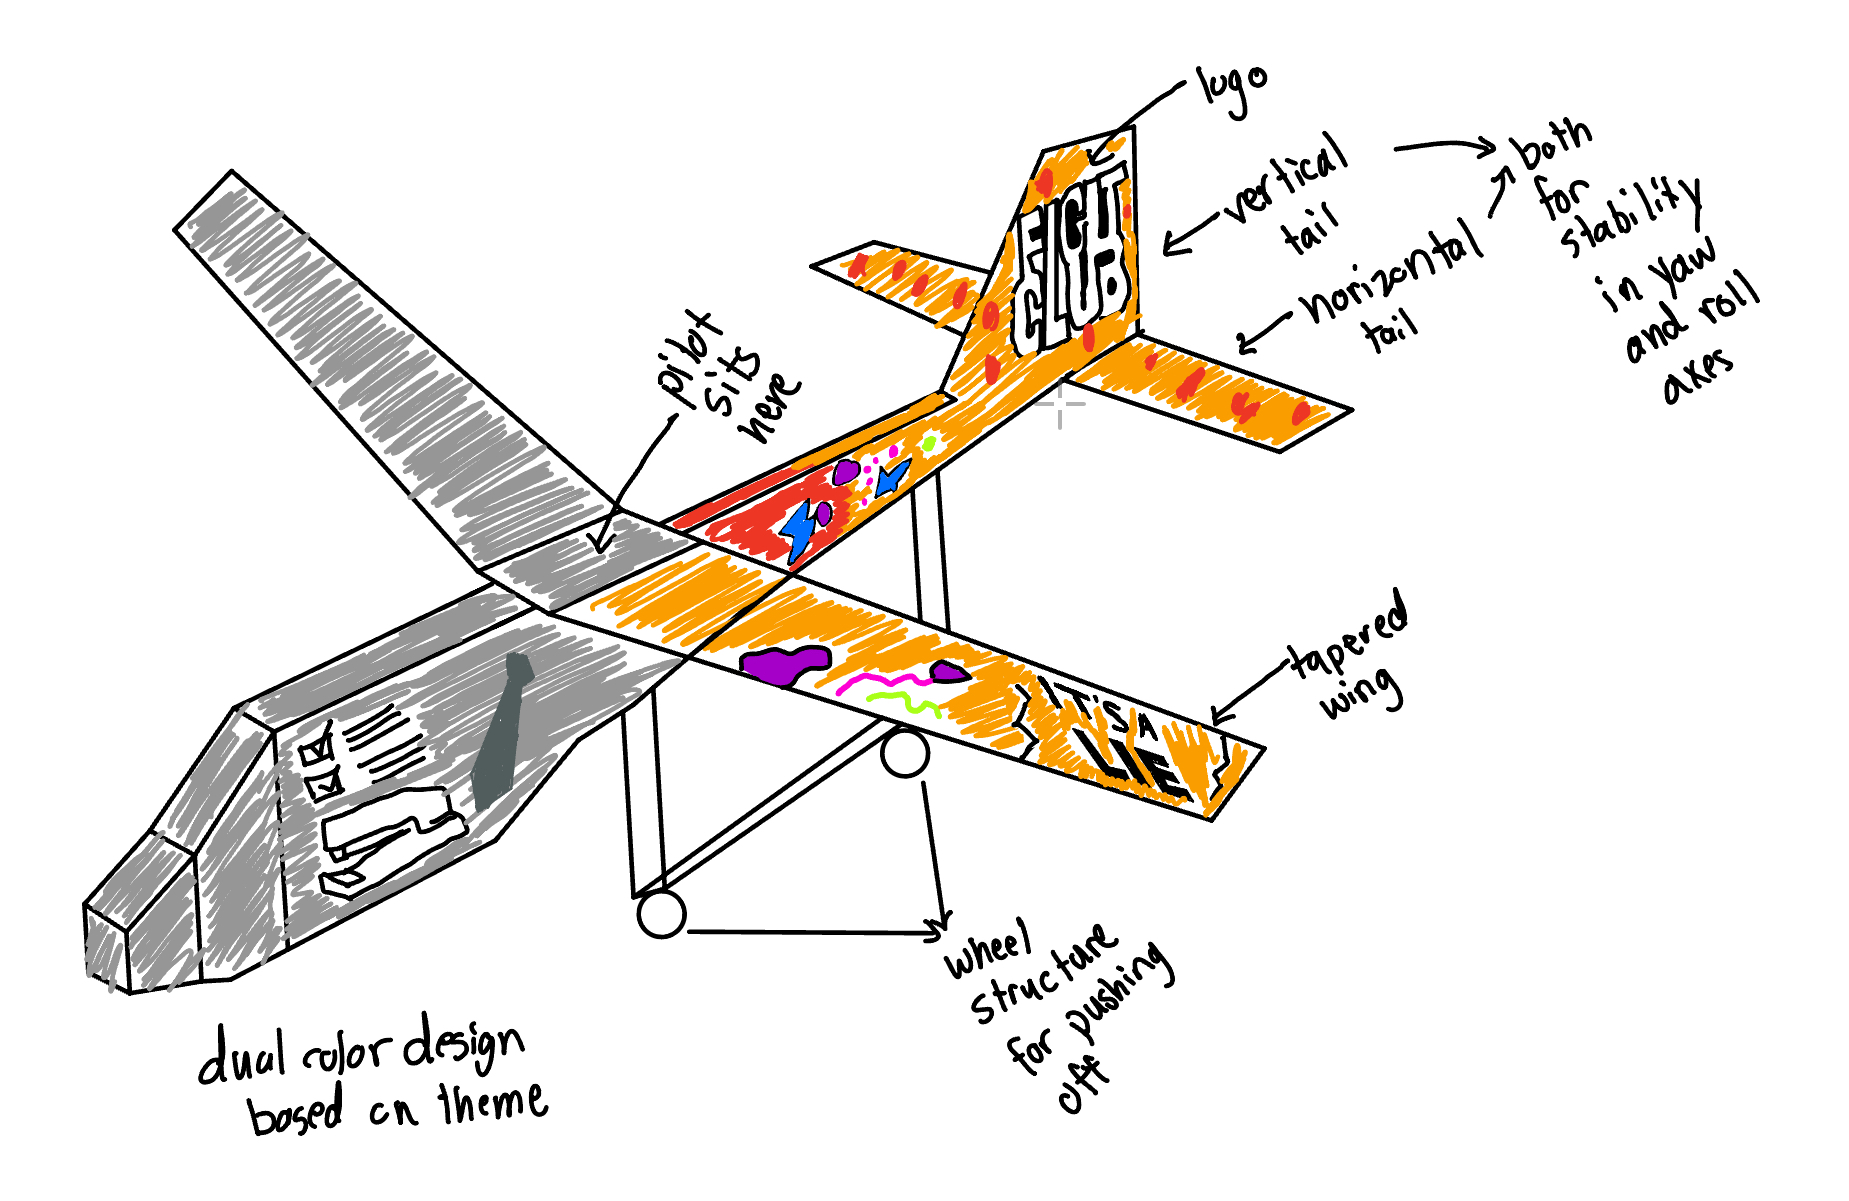 logo
vertical
tail
both
for
stability
in yaw
and roll
axes
horizontal
tail
EIGHT
CLUB
pilot
sits
here
tapered
wing
IT'S A
LIE
wheel
structure
for pushing
off
dual color design
based on theme